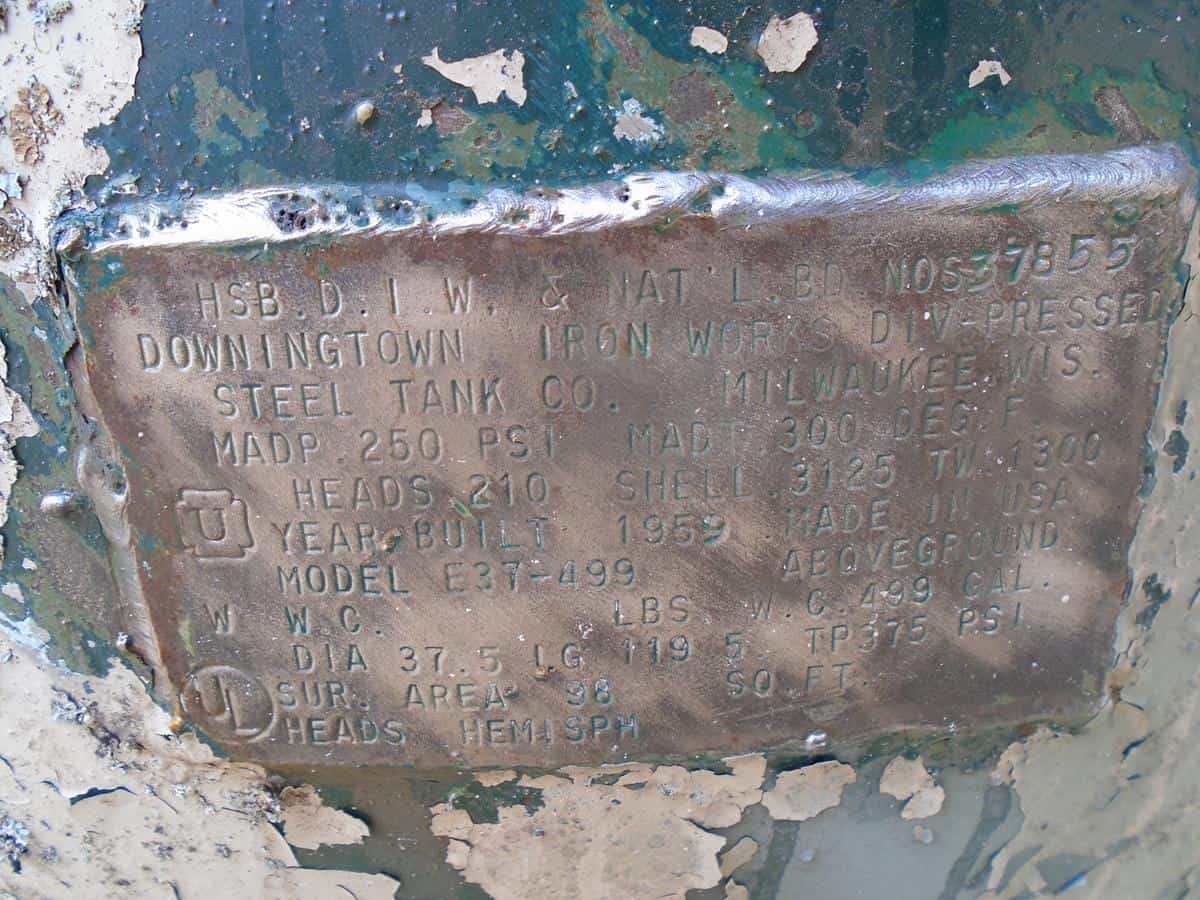 HSB. D. I. W. & NAT'L. BD NOS37855
DOWNINGTOWN IRON WORKS DIV-PRESSED
STEEL TANK CO. MILWAUKEE WIS.
MADP. 250 PSI MADT. 300 DEG. F.
HEADS .210 SHELL .3125 TW 1300
U YEAR BUILT 1959 MADE IN USA
MODEL E37-499 ABOVEGROUND
W W C. LBS. W. C. 499 GAL.
DIA 37.5 LG 119 5 TP375 PSI
UL SUR. AREA 98 SQ. FT.
HEADS HEMISPH